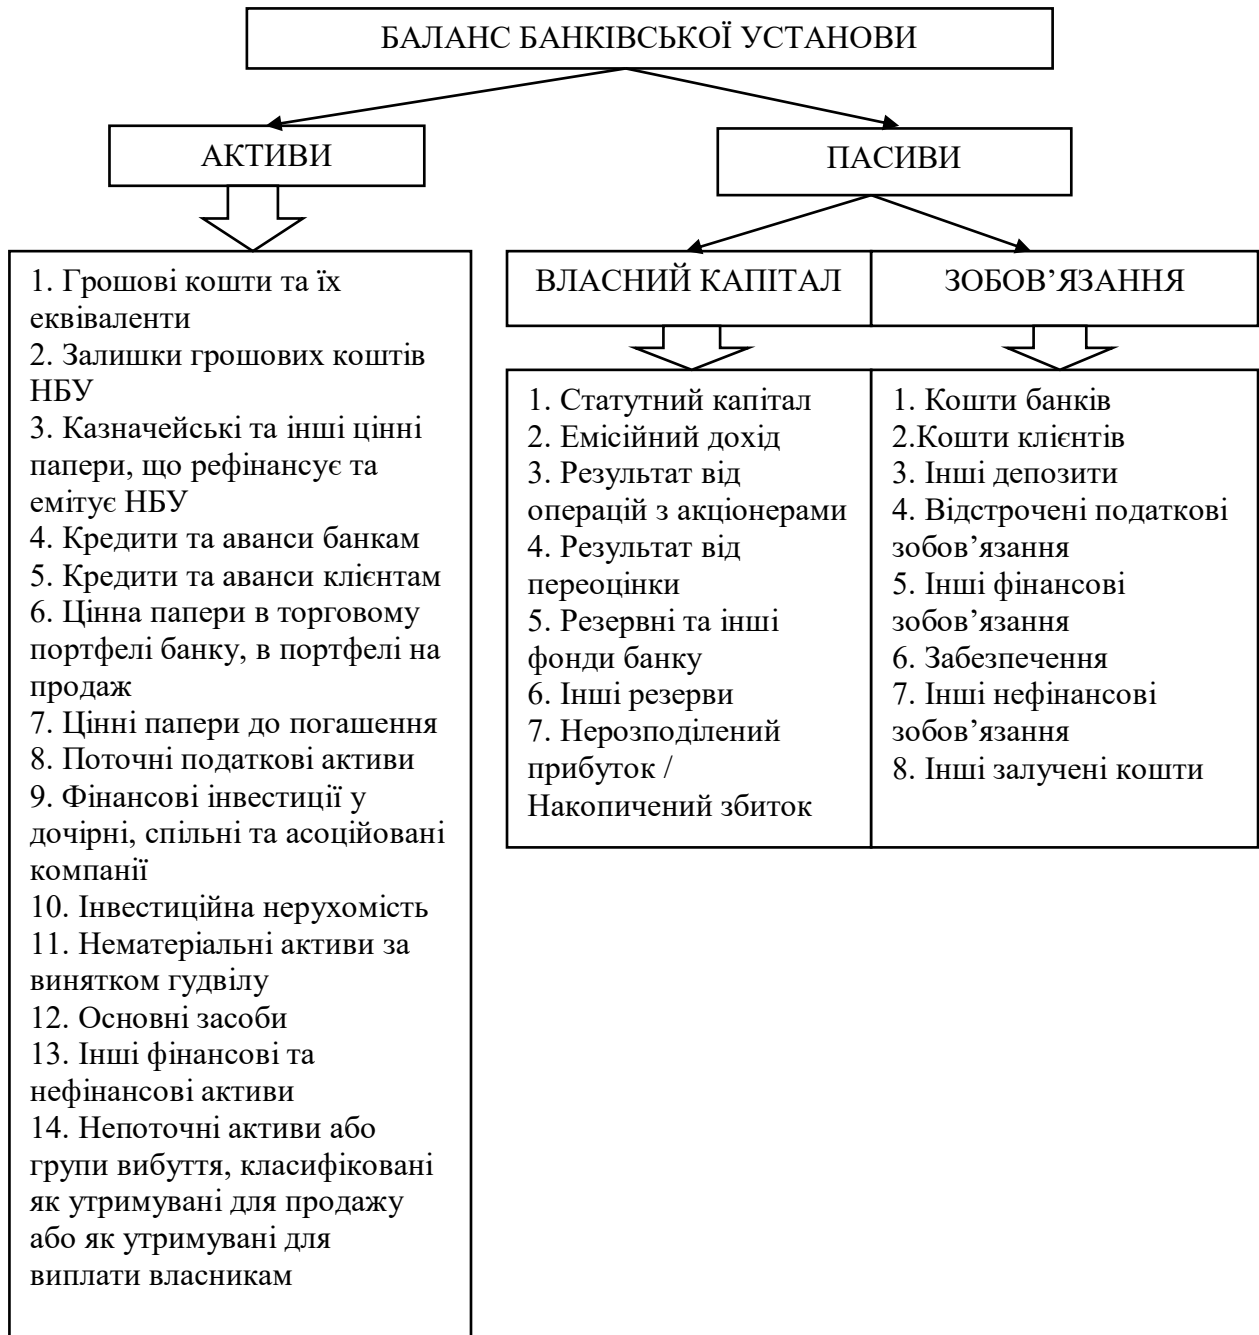 БАЛАНС БАНКІВСЬКОЇ УСТАНОВИ
АКТИВИ
ПАСИВИ
1. Грошові кошти та їх
еквіваленти
2. Залишки грошових коштів
НБУ
3. Казначейські та інші цінні
папери, що рефінансує та
емітує НБУ
4. Кредити та аванси банкам
5. Кредити та аванси клієнтам
6. Цінна папери в торговому
портфелі банку, в портфелі на
продаж
7. Цінні папери до погашення
8. Поточні податкові активи
9. Фінансові інвестиції у
дочірні, спільні та асоційовані
компанії
10. Інвестиційна нерухомість
11. Нематеріальні активи за
винятком гудвілу
12. Основні засоби
13. Інші фінансові та
нефінансові активи
14. Непоточні активи або
групи вибуття, класифіковані
як утримувані для продажу
або як утримувані для
виплати власникам
ВЛАСНИЙ КАПІТАЛ
1. Статутний капітал
2. Емісійний дохід
3. Результат від
операцій з акціонерами
4. Результат від
переоцінки
5. Резервні та інші
фонди банку
6. Інші резерви
7. Нерозподілений
прибуток /
Накопичений збиток
ЗОБОВ’ЯЗАННЯ
1. Кошти банків
2.Кошти клієнтів
3. Інші депозити
4. Відстрочені податкові
зобов’язання
5. Інші фінансові
зобов’язання
6. Забезпечення
7. Інші нефінансові
зобов’язання
8. Інші залучені кошти